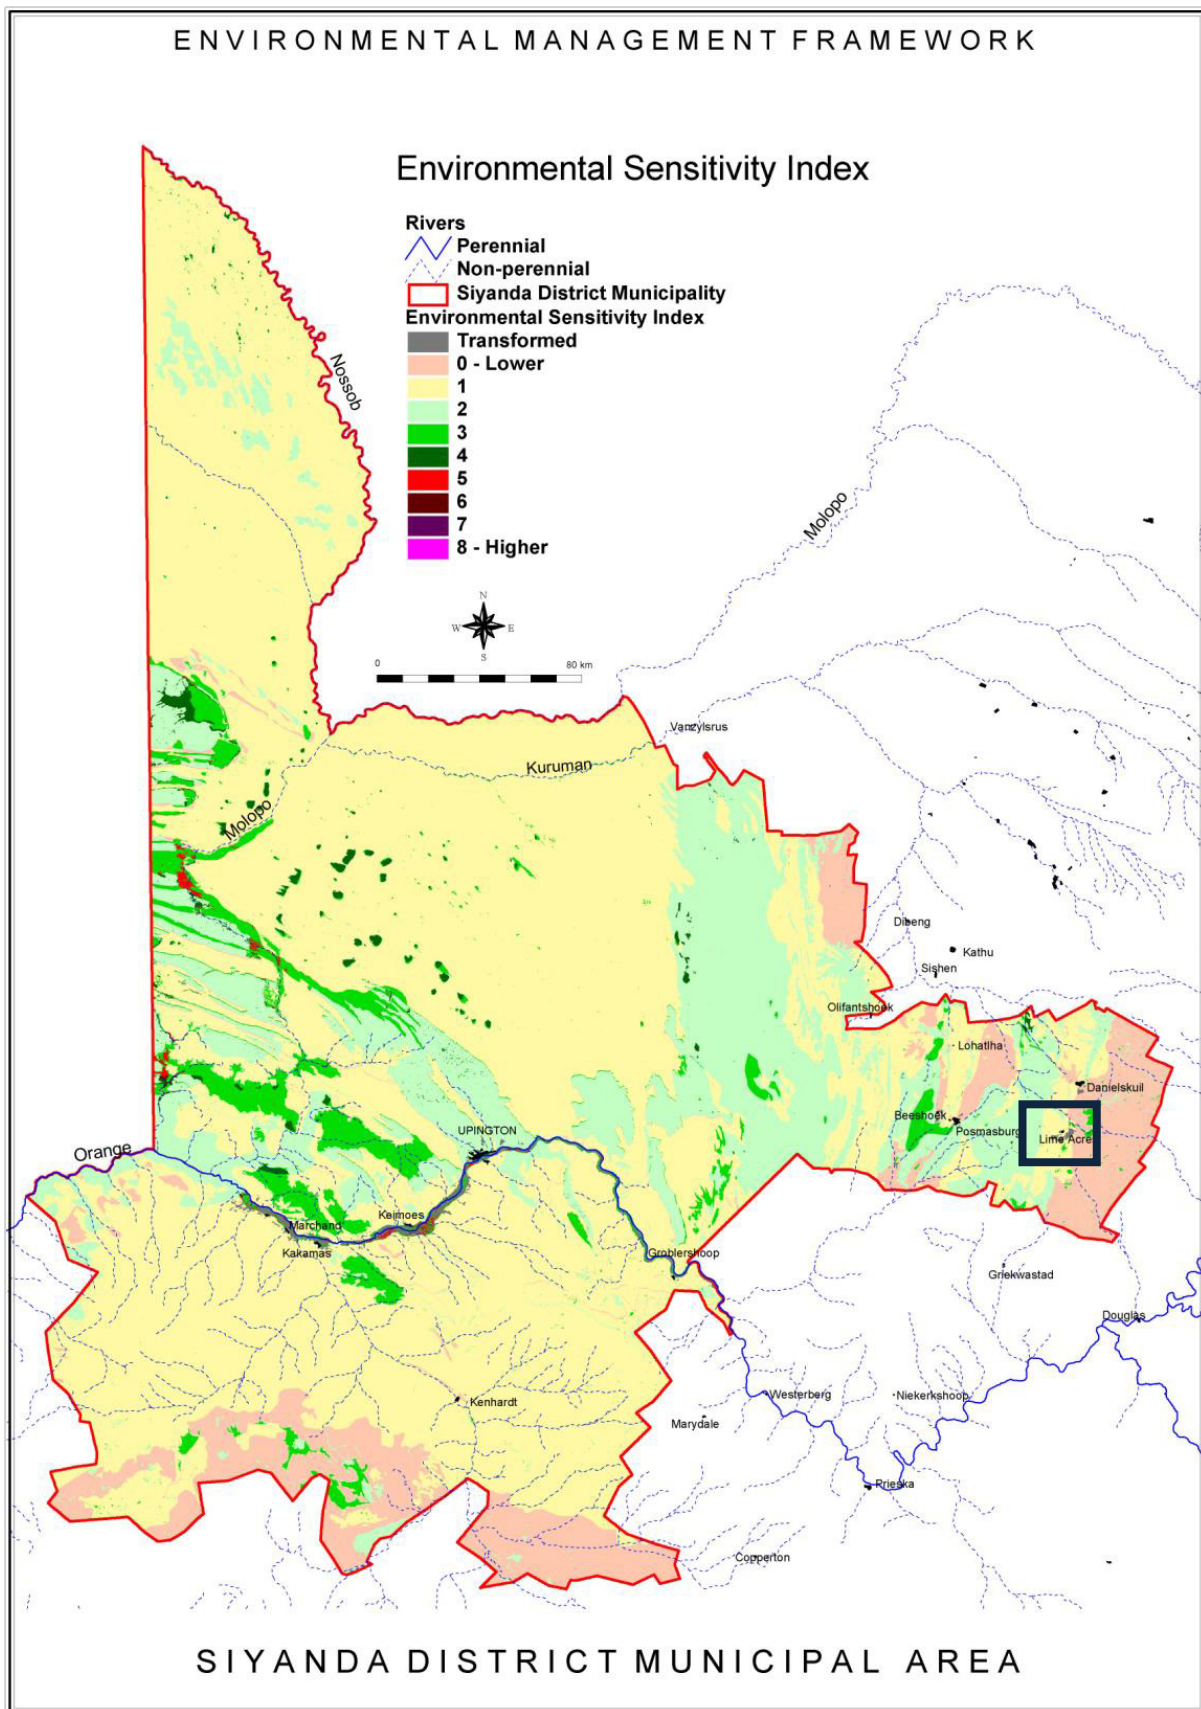 ENVIRONMENTAL MANAGEMENT FRAMEWORK
Environmental Sensitivity Index
Rivers
Perennial
Non-perennial
Siyanda District Municipality
Environmental Sensitivity Index
Transformed
0 - Lower
1
2
3
4
5
6
7
8 - Higher
Nossob
Molopo
N
W E
S
0 80 km
Vanzylsrus
Kuruman
Molopo
Dibeng
Kathu
Sishen
Olifantshoek
Lohatlha
Danielskuil
Beeshoek
Posmasburg
Lime Acre
UPINGTON
Orange
Marchand
Keimoes
Kakamas
Groblershoop
Griekwastad
Douglas
Westerberg
Niekerkshoop
Kenhardt
Marydale
Prieska
Copperton
SIYANDA DISTRICT MUNICIPAL AREA